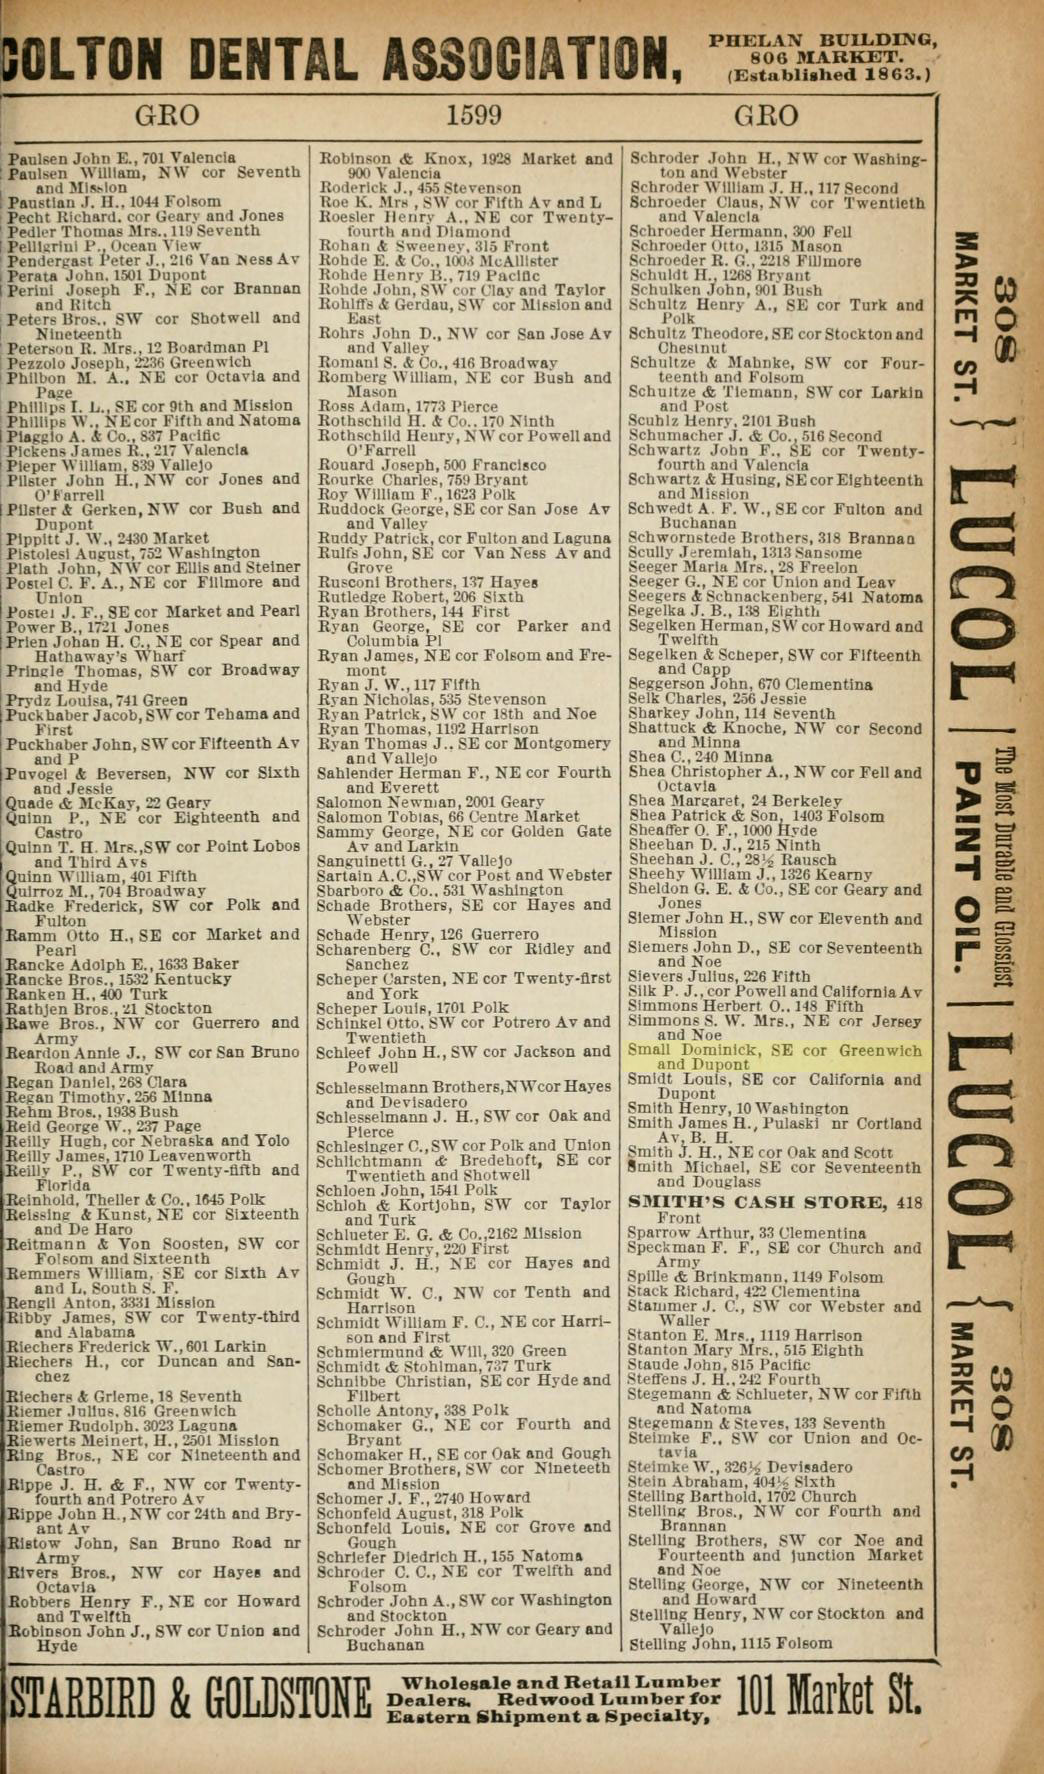 COLTON DENTAL ASSOCIATION,
PHELAN BUILDING,
806 MARKET.
(Established 1863.)
GRO
1599
GRO
Paulsen John E., 701 Valencia
Paulsen William, NW cor Seventh
and Mission
Paustian J. H., 1044 Folsom
Pecht Richard, cor Geary and Jones
Pedler Thomas Mrs., 119 Seventh
Pelligrini P., Ocean View
Pendergast Peter J., 216 Van Ness Av
Perata John, 1501 Dupont
Perini Joseph F., NE cor Brannan
and Ritch
Peters Bros., SW cor Shotwell and
Nineteenth
Peterson R. Mrs., 12 Boardman Pl
Pezzolo Joseph, 2236 Greenwich
Philbon M. A., NE cor Octavia and
Page
Phillips I. L., SE cor 9th and Mission
Phillips W., NE cor Fifth and Natoma
Piaggio A. & Co., 837 Pacific
Pickens James R., 217 Valencia
Pieper William, 839 Vallejo
Pilster John H., NW cor Jones and
O'Farrell
Pilster & Gerken, NW cor Bush and
Dupont
Pippitt J. W., 2430 Market
Pistolesi August, 752 Washington
Plath John, NW cor Ellis and Steiner
Postel C. F. A., NE cor Fillmore and
Union
Postel J. F., SE cor Market and Pearl
Power B., 1721 Jones
Prien Johan H. C., NE cor Spear and
Hathaway's Wharf
Pringle Thomas, SW cor Broadway
and Hyde
Prydz Louisa, 741 Green
Puckhaber Jacob, SW cor Tehama and
First
Puckhaber John, SW cor Fifteenth Av
and P
Puvogel & Beversen, NW cor Sixth
and Jessie
Quade & McKay, 22 Geary
Quinn P., NE cor Eighteenth and
Castro
Quinn T. H. Mrs., SW cor Point Lobos
and Third Avs
Quinn William, 401 Fifth
Quirroz M., 704 Broadway
Radke Frederick, SW cor Polk and
Fulton
Ramm Otto H., SE cor Market and
Pearl
Rancke Adolph E., 1633 Baker
Rancke Bros., 1532 Kentucky
Ranken H., 400 Turk
Rathjen Bros., 21 Stockton
Rawe Bros., NW cor Guerrero and
Army
Reardon Annie J., SW cor San Bruno
Road and Army
Regan Daniel, 268 Clara
Regan Timothy, 256 Minna
Rehm Bros., 1938 Bush
Reid George W., 237 Page
Reilly Hugh, cor Nebraska and Yolo
Reilly James, 1710 Leavenworth
Reilly P., SW cor Twenty-fifth and
Florida
Reinhold, Theller & Co., 1645 Polk
Reissing & Kunst, NE cor Sixteenth
and De Haro
Reitmann & Von Soosten, SW cor
Folsom and Sixteenth
Remmers William, SE cor Sixth Av
and L, South S. F.
Rengli Anton, 3331 Mission
Ribby James, SW cor Twenty-third
and Alabama
Riechers Frederick W., 601 Larkin
Riechers H., cor Duncan and San-
chez
Riechers & Grieme, 18 Seventh
Riemer Julius, 816 Greenwich
Riemer Rudolph, 3023 Laguna
Riewerts Meinert, H., 2501 Mission
Ring Bros., NE cor Nineteenth and
Castro
Rippe J. H. & F., NW cor Twenty-
fourth and Potrero Av
Rippe John H., NW cor 24th and Bry-
ant Av
Ristow John, San Bruno Road nr
Army
Rivers Bros., NW cor Hayes and
Octavia
Robbers Henry F., NE cor Howard
and Twelfth
Robinson John J., SW cor Union and
Hyde
Robinson & Knox, 1928 Market and
900 Valencia
Roderick J., 455 Stevenson
Roe K. Mrs, SW cor Fifth Av and L
Roesler Henry A., NE cor Twenty-
fourth and Diamond
Rohan & Sweeney, 315 Front
Rohde E. & Co., 1003 McAllister
Rohde Henry B., 719 Pacific
Rohde John, SW cor Clay and Taylor
Rohlffs & Gerdau, SW cor Mission and
East
Rohrs John D., NW cor San Jose Av
and Valley
Romani S. & Co., 416 Broadway
Romberg William, NE cor Bush and
Mason
Ross Adam, 1773 Pierce
Rothschild H. & Co., 170 Ninth
Rothschild Henry, NW cor Powell and
O'Farrell
Rouard Joseph, 500 Francisco
Rourke Charles, 759 Bryant
Roy William F., 1623 Polk
Ruddock George, SE cor San Jose Av
and Valley
Ruddy Patrick, cor Fulton and Laguna
Rulfs John, SE cor Van Ness Av and
Grove
Rusconi Brothers, 137 Hayes
Rutledge Robert, 206 Sixth
Ryan Brothers, 144 First
Ryan George, SE cor Parker and
Columbia Pl
Ryan James, NE cor Folsom and Fre-
mont
Ryan J. W., 117 Fifth
Ryan Nicholas, 535 Stevenson
Ryan Patrick, SW cor 18th and Noe
Ryan Thomas, 1192 Harrison
Ryan Thomas J., SE cor Montgomery
and Vallejo
Sahlender Herman F., NE cor Fourth
and Everett
Salomon Newman, 2001 Geary
Salomon Tobias, 66 Centre Market
Sammy George, NE cor Golden Gate
Av and Larkin
Sanguinetti G., 27 Vallejo
Sartain A.C., SW cor Post and Webster
Sbarboro & Co., 531 Washington
Schade Brothers, SE cor Hayes and
Webster
Schade Henry, 126 Guerrero
Scharenberg C., SW cor Ridley and
Sanchez
Scheper Carsten, NE cor Twenty-first
and York
Scheper Louis, 1701 Polk
Schinkel Otto, SW cor Potrero Av and
Twentieth
Schleef John H., SW cor Jackson and
Powell
Schlesselmann Brothers, NW cor Hayes
and Devisadero
Schlesselmann J. H., SW cor Oak and
Pierce
Schlesinger C., SW cor Polk and Union
Schlichtmann & Bredehoft, SE cor
Twentieth and Shotwell
Schloen John, 1541 Polk
Schloh & Kortjohn, SW cor Taylor
and Turk
Schlueter E. G. & Co., 2162 Mission
Schmidt Henry, 220 First
Schmidt J. H., NE cor Hayes and
Gough
Schmidt W. C., NW cor Tenth and
Harrison
Schmidt William F. C., NE cor Harri-
son and First
Schmiermund & Will, 320 Green
Schmidt & Stohlman, 737 Turk
Schnibbe Christian, SE cor Hyde and
Filbert
Scholle Antony, 338 Polk
Schomaker G., NE cor Fourth and
Bryant
Schomaker H., SE cor Oak and Gough
Schomer Brothers, SW cor Nineteeth
and Mission
Schomer J. F., 2740 Howard
Schonfeld August, 318 Polk
Schonfeld Louis, NE cor Grove and
Gough
Schriefer Diedrich H., 155 Natoma
Schroder C. C., NE cor Twelfth and
Folsom
Schroder John A., SW cor Washington
and Stockton
Schroder John H., NW cor Geary and
Buchanan
Schroder John H., NW cor Washing-
ton and Webster
Schroder William J. H., 117 Second
Schroeder Claus, NW cor Twentieth
and Valencia
Schroeder Hermann, 300 Fell
Schroeder Otto, 1315 Mason
Schroeder R. G., 2218 Fillmore
Schuldt H., 1268 Bryant
Schulken John, 901 Bush
Schultz Henry A., SE cor Turk and
Polk
Schultz Theodore, SE cor Stockton and
Chestnut
Schultze & Mahnke, SW cor Four-
teenth and Folsom
Schultze & Tiemann, SW cor Larkin
and Post
Scuhlz Henry, 2101 Bush
Schumacher J. & Co., 516 Second
Schwartz John F., SE cor Twenty-
fourth and Valencia
Schwartz & Husing, SE cor Eighteenth
and Mission
Schwedt A. F. W., SE cor Fulton and
Buchanan
Schwornstede Brothers, 318 Brannan
Scully Jeremiah, 1313 Sansome
Seeger Maria Mrs., 28 Freelon
Seeger G., NE cor Union and Leav
Seegers & Schnackenberg, 541 Natoma
Segelka J. B., 138 Eighth
Segelken Herman, SW cor Howard and
Twelfth
Segelken & Scheper, SW cor Fifteenth
and Capp
Seggerson John, 670 Clementina
Selk Charles, 256 Jessie
Sharkey John, 114 Seventh
Shattuck & Knoche, NW cor Second
and Minna
Shea C., 240 Minna
Shea Christopher A., NW cor Fell and
Octavia
Shea Margaret, 24 Berkeley
Shea Patrick & Son, 1403 Folsom
Sheaffer O. F., 1000 Hyde
Sheehan D. J., 215 Ninth
Sheehan J. C., 28½ Rausch
Sheehy William J., 1326 Kearny
Sheldon G. E. & Co., SE cor Geary and
Jones
Siemer John H., SW cor Eleventh and
Mission
Siemers John D., SE cor Seventeenth
and Noe
Sievers Julius, 226 Fifth
Silk P. J., cor Powell and California Av
Simmons Herbert O., 148 Fifth
Simmons S. W. Mrs., NE cor Jersey
and Noe
Small Dominick, SE cor Greenwich
and Dupont
Smidt Louis, SE cor California and
Dupont
Smith Henry, 10 Washington
Smith James H., Pulaski nr Cortland
Av, B. H.
Smith J. H., NE cor Oak and Scott
Smith Michael, SE cor Seventeenth
and Douglass
SMITH'S CASH STORE, 418
Front
Sparrow Arthur, 33 Clementina
Speckman F. F., SE cor Church and
Army
Spille & Brinkmann, 1149 Folsom
Stack Richard, 422 Clementina
Stammer J. C., SW cor Webster and
Waller
Stanton E. Mrs., 1119 Harrison
Stanton Mary Mrs., 515 Eighth
Staude John, 815 Pacific
Steffens J. H., 242 Fourth
Stegemann & Schlueter, NW cor Fifth
and Natoma
Stegemann & Steves, 133 Seventh
Steimke F., SW cor Union and Oc-
tavia
Steimke W., 326½ Devisadero
Stein Abraham, 404½ Sixth
Stelling Barthold, 1702 Church
Stelling Bros., NW cor Fourth and
Brannan
Stelling Brothers, SW cor Noe and
Fourteenth and junction Market
and Noe
Stelling George, NW cor Nineteenth
and Howard
Stelling Henry, NW cor Stockton and
Vallejo
Stelling John, 1115 Folsom
308
MARKET ST.
LUCOL
The Most Durable and Glossiest
PAINT OIL.
LUCOL
308
MARKET ST.
STARBIRD & GOLDSTONE
Wholesale and Retail Lumber
Dealers. Redwood Lumber for
Eastern Shipment a Specialty,
101 Market St.